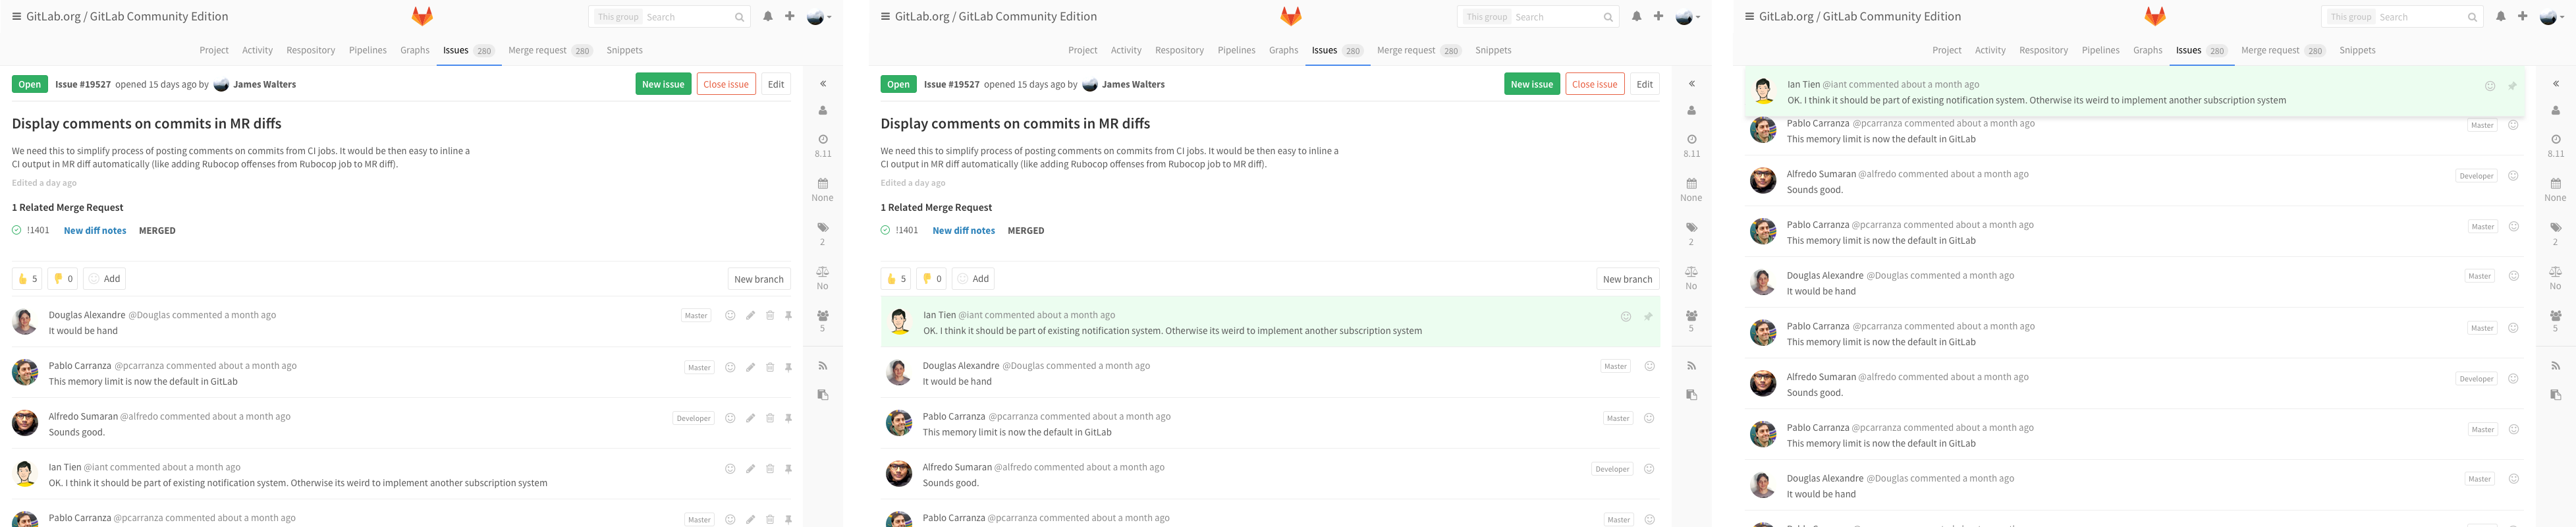 GitLab.org / GitLab Community Edition
This group Search
Project Activity Respository Pipelines Graphs Issues 280 Merge request 280 Snippets
Open Issue #19527 opened 15 days ago by James Walters New issue Close issue Edit
Display comments on commits in MR diffs
8.11
We need this to simplify process of posting comments on commits from CI jobs. It would be then easy to inline a
CI output in MR diff automatically (like adding Rubocop offenses from Rubocop job to MR diff).
Edited a day ago
None
1 Related Merge Request
!1401 New diff notes MERGED
2
5 0 Add New branch
No
Douglas Alexandre @Douglas commented a month ago Master
It would be hand
5
Pablo Carranza @pcarranza commented about a month ago Master
This memory limit is now the default in GitLab
Alfredo Sumaran @alfredo commented about a month ago Developer
Sounds good.
Ian Tien @iant commented about a month ago
OK. I think it should be part of existing notification system. Otherwise its weird to implement another subscription system
Pablo Carranza @pcarranza commented about a month ago Master
GitLab.org / GitLab Community Edition
This group Search
Project Activity Respository Pipelines Graphs Issues 280 Merge request 280 Snippets
Open Issue #19527 opened 15 days ago by James Walters New issue Close issue Edit
Display comments on commits in MR diffs
8.11
We need this to simplify process of posting comments on commits from CI jobs. It would be then easy to inline a
CI output in MR diff automatically (like adding Rubocop offenses from Rubocop job to MR diff).
Edited a day ago
None
1 Related Merge Request
!1401 New diff notes MERGED
2
5 0 Add New branch
No
Ian Tien @iant commented about a month ago
OK. I think it should be part of existing notification system. Otherwise its weird to implement another subscription system
5
Douglas Alexandre @Douglas commented a month ago Master
It would be hand
Pablo Carranza @pcarranza commented about a month ago Master
This memory limit is now the default in GitLab
Alfredo Sumaran @alfredo commented about a month ago Developer
Sounds good.
Pablo Carranza @pcarranza commented about a month ago Master
GitLab.org / GitLab Community Edition
This group Search
Project Activity Respository Pipelines Graphs Issues 280 Merge request 280 Snippets
Ian Tien @iant commented about a month ago
OK. I think it should be part of existing notification system. Otherwise its weird to implement another subscription system
Pablo Carranza @pcarranza commented about a month ago Master
This memory limit is now the default in GitLab
8.11
Alfredo Sumaran @alfredo commented about a month ago Developer
Sounds good.
None
Pablo Carranza @pcarranza commented about a month ago Master
This memory limit is now the default in GitLab
2
Douglas Alexandre @Douglas commented a month ago Master
It would be hand
No
Pablo Carranza @pcarranza commented about a month ago Master
This memory limit is now the default in GitLab
5
Alfredo Sumaran @alfredo commented about a month ago Developer
Sounds good.
Pablo Carranza @pcarranza commented about a month ago Master
This memory limit is now the default in GitLab
Douglas Alexandre @Douglas commented a month ago Master
It would be hand